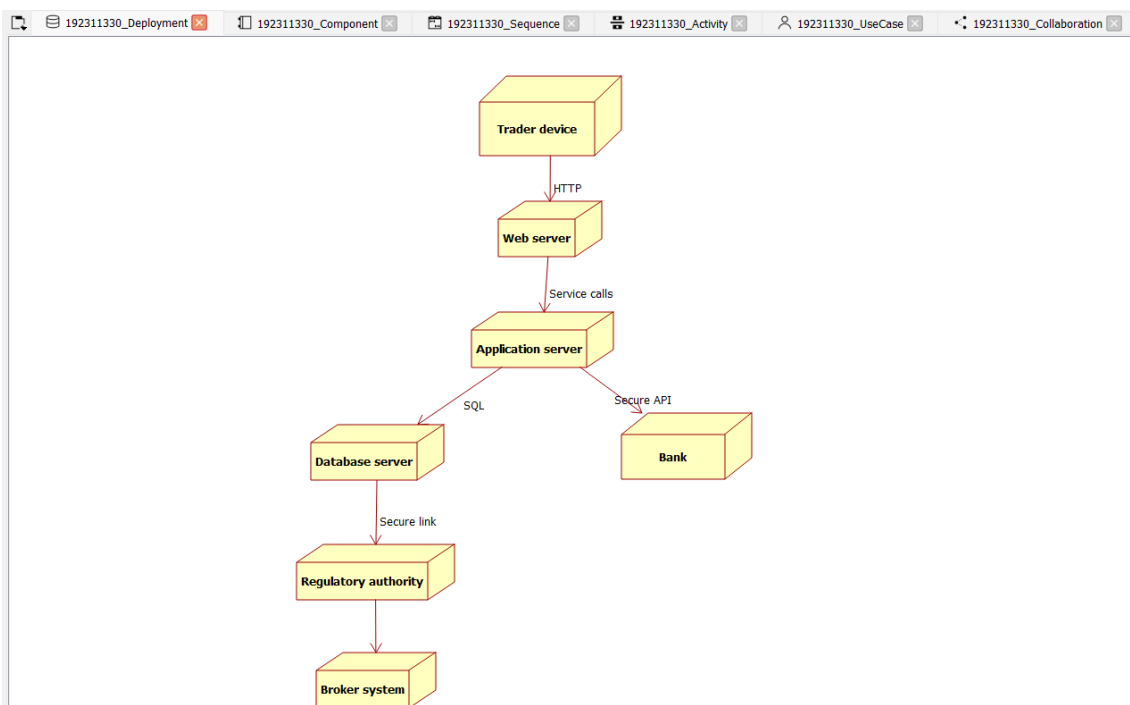 192311330_Deployment
192311330_Component
192311330_Sequence
192311330_Activity
192311330_UseCase
192311330_Collaboration
Trader device
HTTP
Web server
Service calls
Application server
SQL
Secure API
Database server
Bank
Secure link
Regulatory authority
Broker system